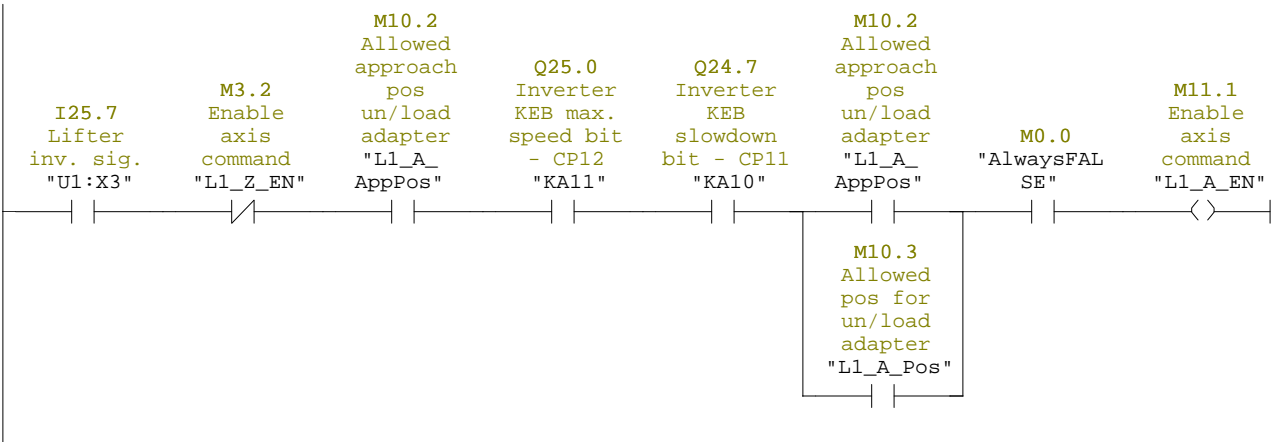 I25.7
Lifter
inv. sig.
"U1:X3"
M3.2
Enable
axis
command
"L1_Z_EN"
M10.2
Allowed
approach
pos
un/load
adapter
"L1_A_
AppPos"
Q25.0
Inverter
KEB max.
speed bit
- CP12
"KA11"
Q24.7
Inverter
KEB
slowdown
bit - CP11
"KA10"
M10.2
Allowed
approach
pos
un/load
adapter
"L1_A_
AppPos"
M0.0
"AlwaysFAL
SE"
M11.1
Enable
axis
command
"L1_A_EN"
M10.3
Allowed
pos for
un/load
adapter
"L1_A_Pos"